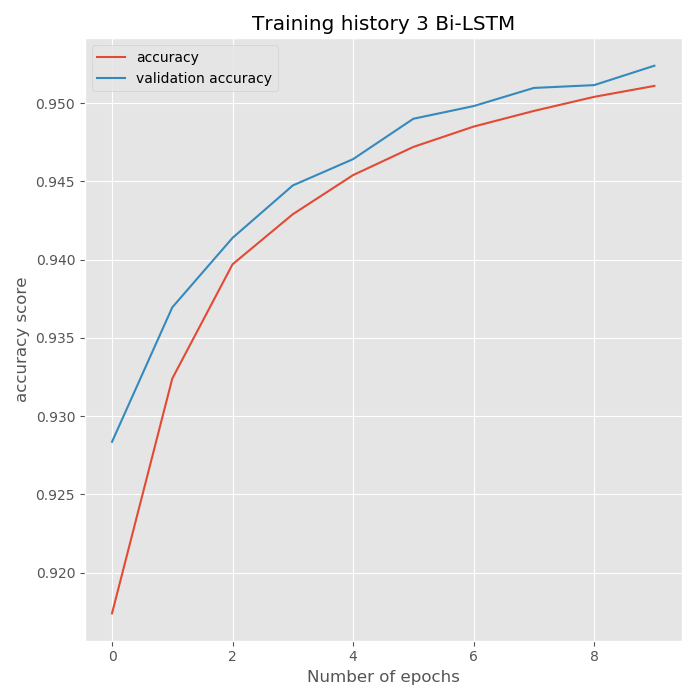 Training history 3 Bi-LSTM
accuracy
validation accuracy
0.950
0.945
0.940
0.935
0.930
0.925
0.920
accuracy score
0 2 4 6 8
Number of epochs